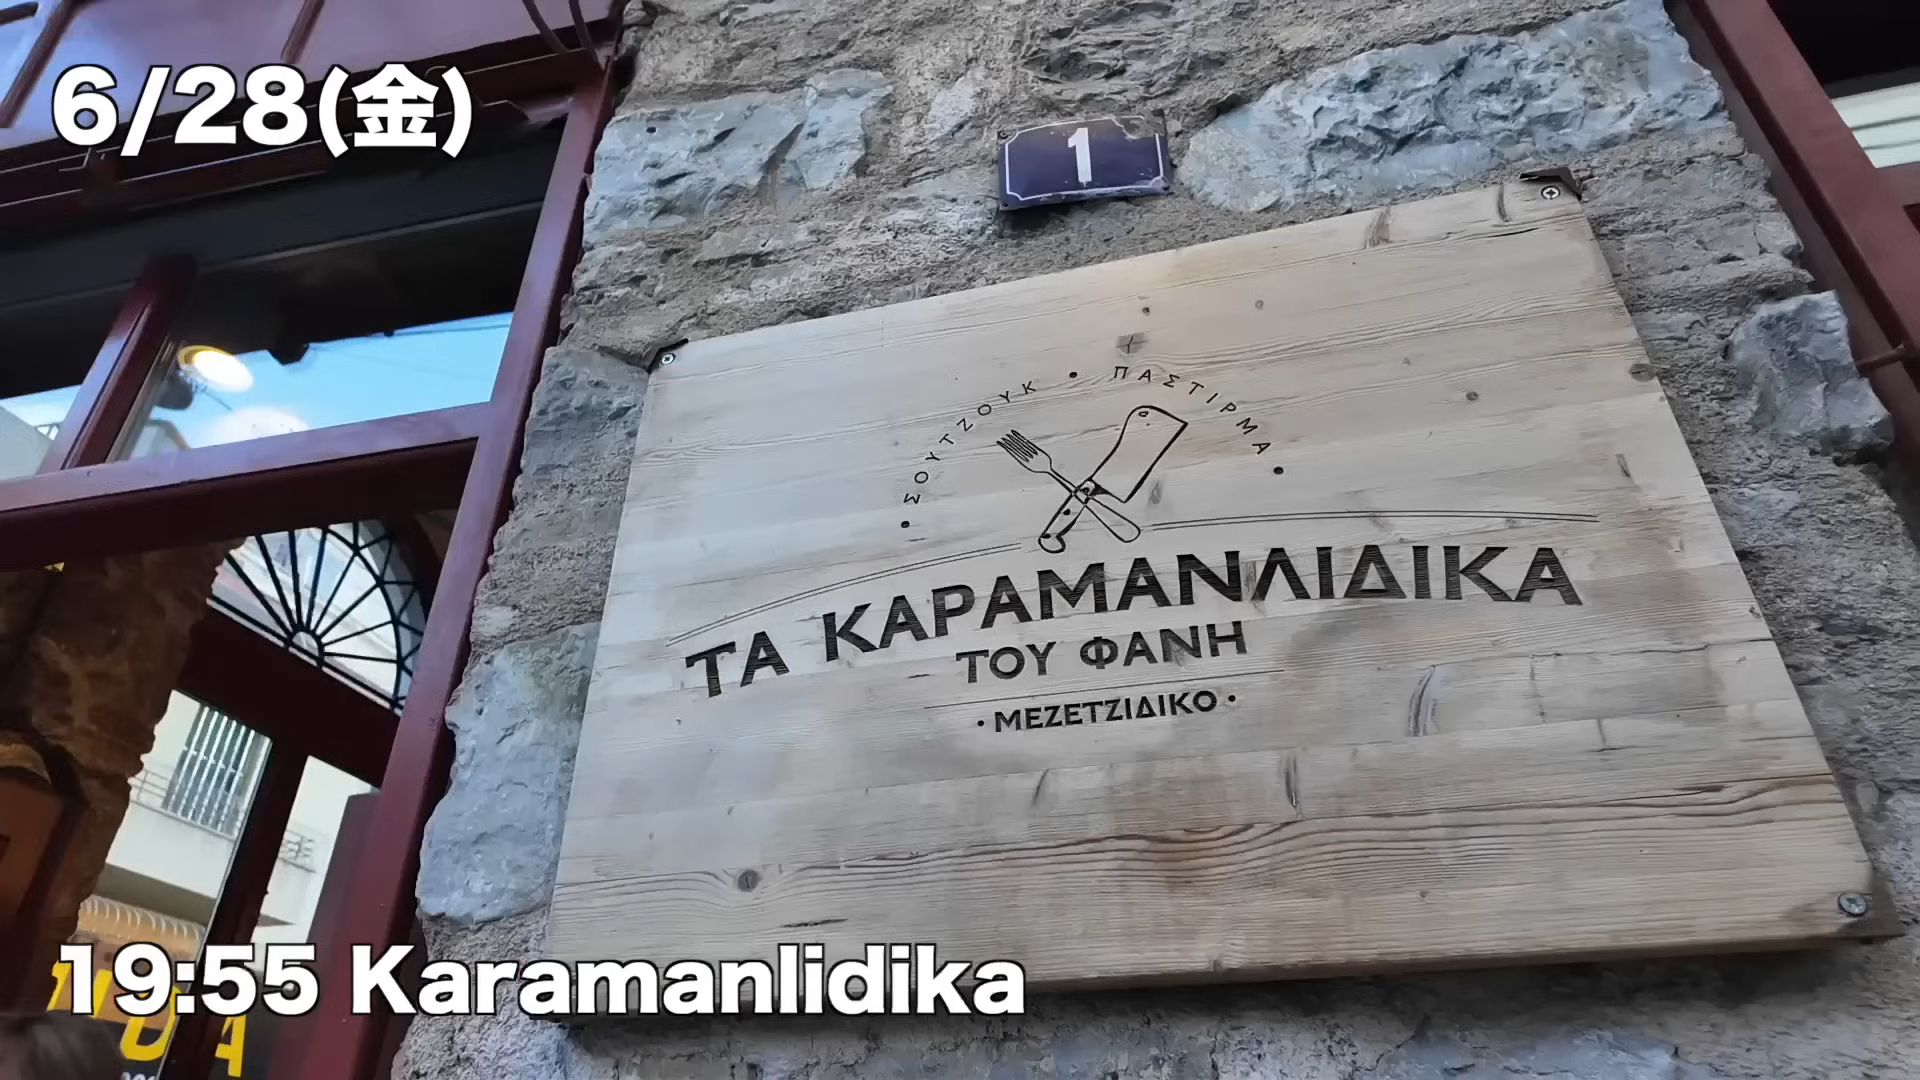 6/28(金)
1
• ΣΟΥΤΖΟΥΚ • ΠΑΣΤΙΡΜΑ •
ΤΑ ΚΑΡΑΜΑΝΛΙΔΙΚΑ
ΤΟΥ ΦΑΝΗ
• ΜΕΖΕΤΖΙΔΙΚΟ •
19:55 Karamanlidika